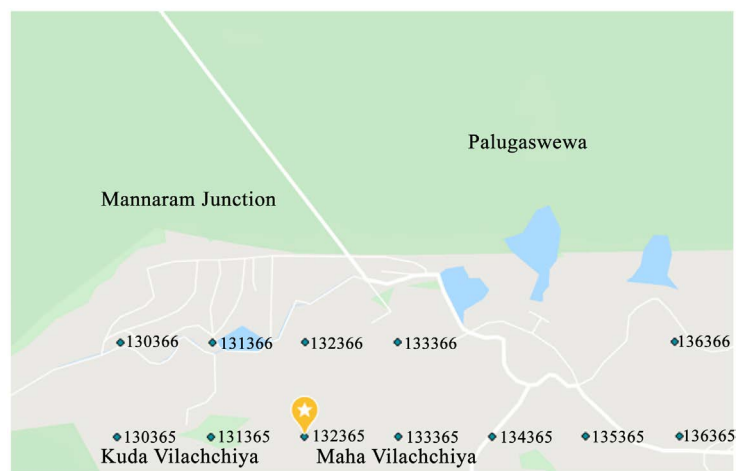 Palugaswewa
Mannaram Junction
130366 131366 132366 133366 136366
130365 131365 132365 133365 134365 135365 136365
Kuda Vilachchiya Maha Vilachchiya